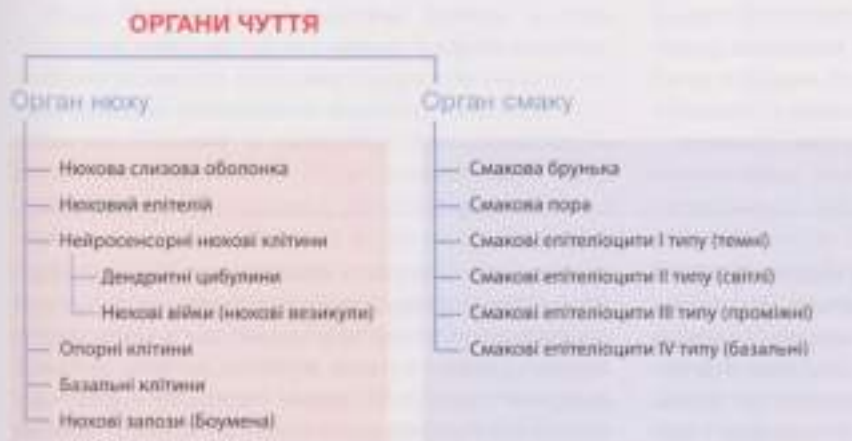 ОРГАНИ ЧУТТЯ
Орган нюху
Нюхова слизова оболонка
Нюховий епітелій
Нейросенсорні нюхові клітини
Дендритні цибулини
Нюхові війки (нюхові везикули)
Опорні клітини
Базальні клітини
Нюхові залози (Боумена)
Орган смаку
Смакова брунька
Смакова пора
Смакові епітеліоцити I типу (темні)
Смакові епітеліоцити II типу (світлі)
Смакові епітеліоцити III типу (проміжні)
Смакові епітеліоцити IV типу (базальні)